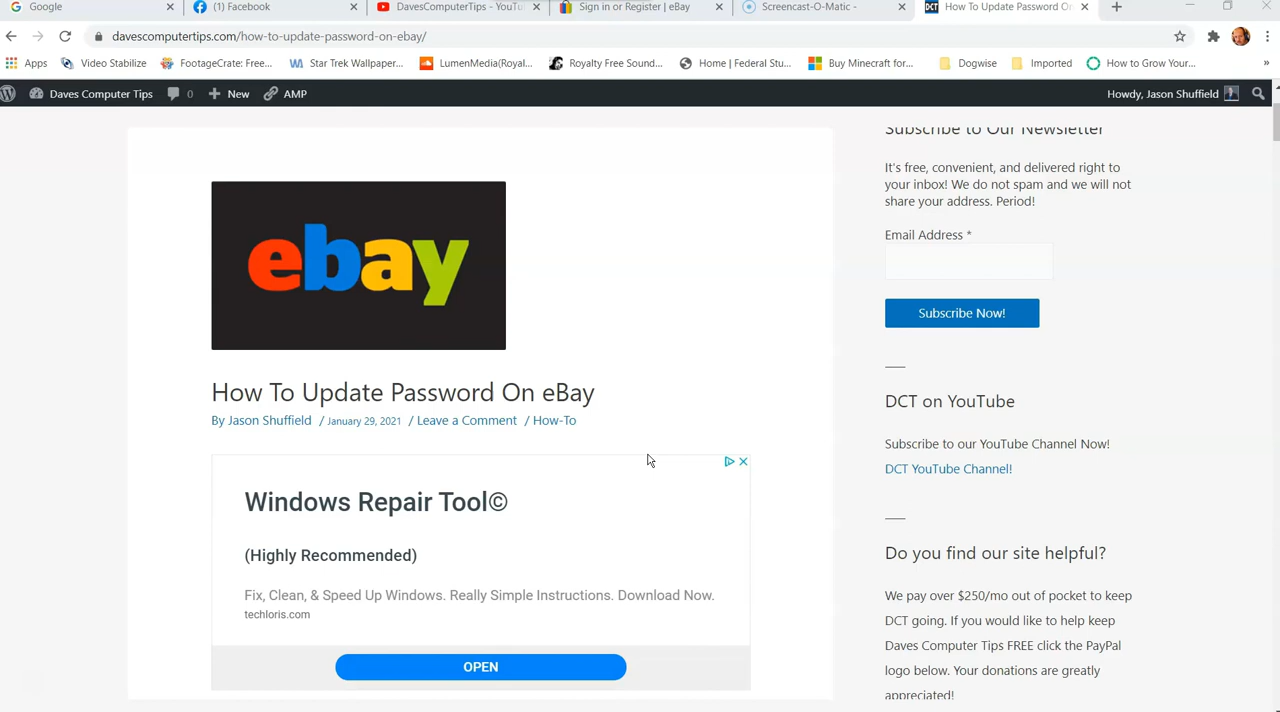 Google
(1) Facebook
DavesComputerTips - YouTu
Sign in or Register | eBay
Screencast-O-Matic -
DCT
How To Update Password On
davescomputertips.com/how-to-update-password-on-ebay/
Apps
Video Stabilize
FootageCrate: Free...
Star Trek Wallpaper...
LumenMedia(Royal...
Royalty Free Sound...
Home | Federal Stu...
Buy Minecraft for...
Dogwise
Imported
How to Grow Your...
»
Daves Computer Tips
0
New
AMP
Howdy, Jason Shuffield
ebay
How To Update Password On eBay
By Jason Shuffield / January 29, 2021 / Leave a Comment / How-To
Windows Repair Tool©
(Highly Recommended)
Fix, Clean, & Speed Up Windows. Really Simple Instructions. Download Now.
techloris.com
OPEN
Subscribe to Our Newsletter
It's free, convenient, and delivered right to
your inbox! We do not spam and we will not
share your address. Period!
Email Address *
Subscribe Now!
DCT on YouTube
Subscribe to our YouTube Channel Now!
DCT YouTube Channel!
Do you find our site helpful?
We pay over $250/mo out of pocket to keep
DCT going. If you would like to help keep
Daves Computer Tips FREE click the PayPal
logo below. Your donations are greatly
appreciated!